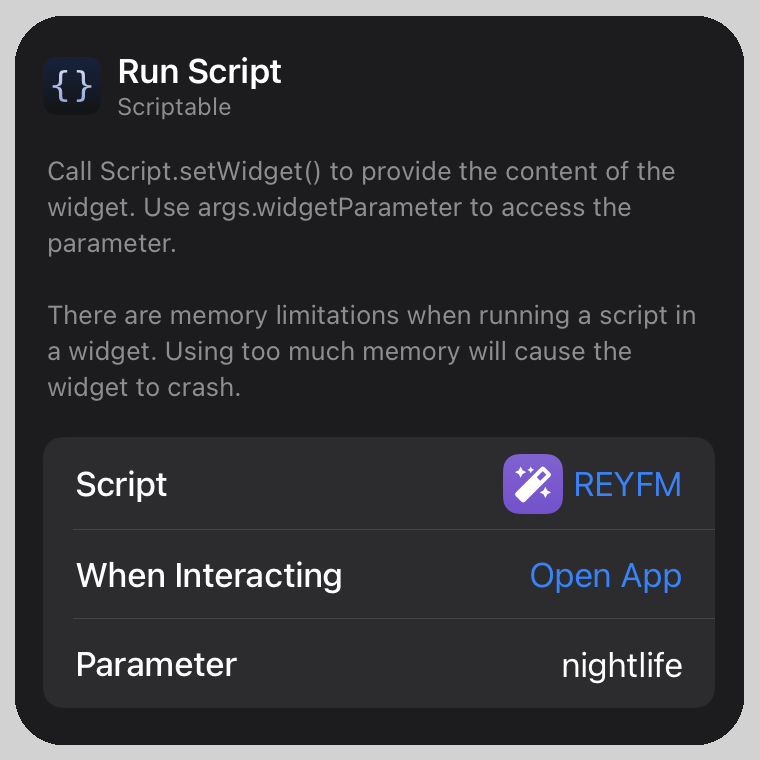 {}
Run Script
Scriptable
Call Script.setWidget() to provide the content of the
widget. Use args.widgetParameter to access the
parameter.
There are memory limitations when running a script in
a widget. Using too much memory will cause the
widget to crash.
Script REYFM
When Interacting Open App
Parameter nightlife